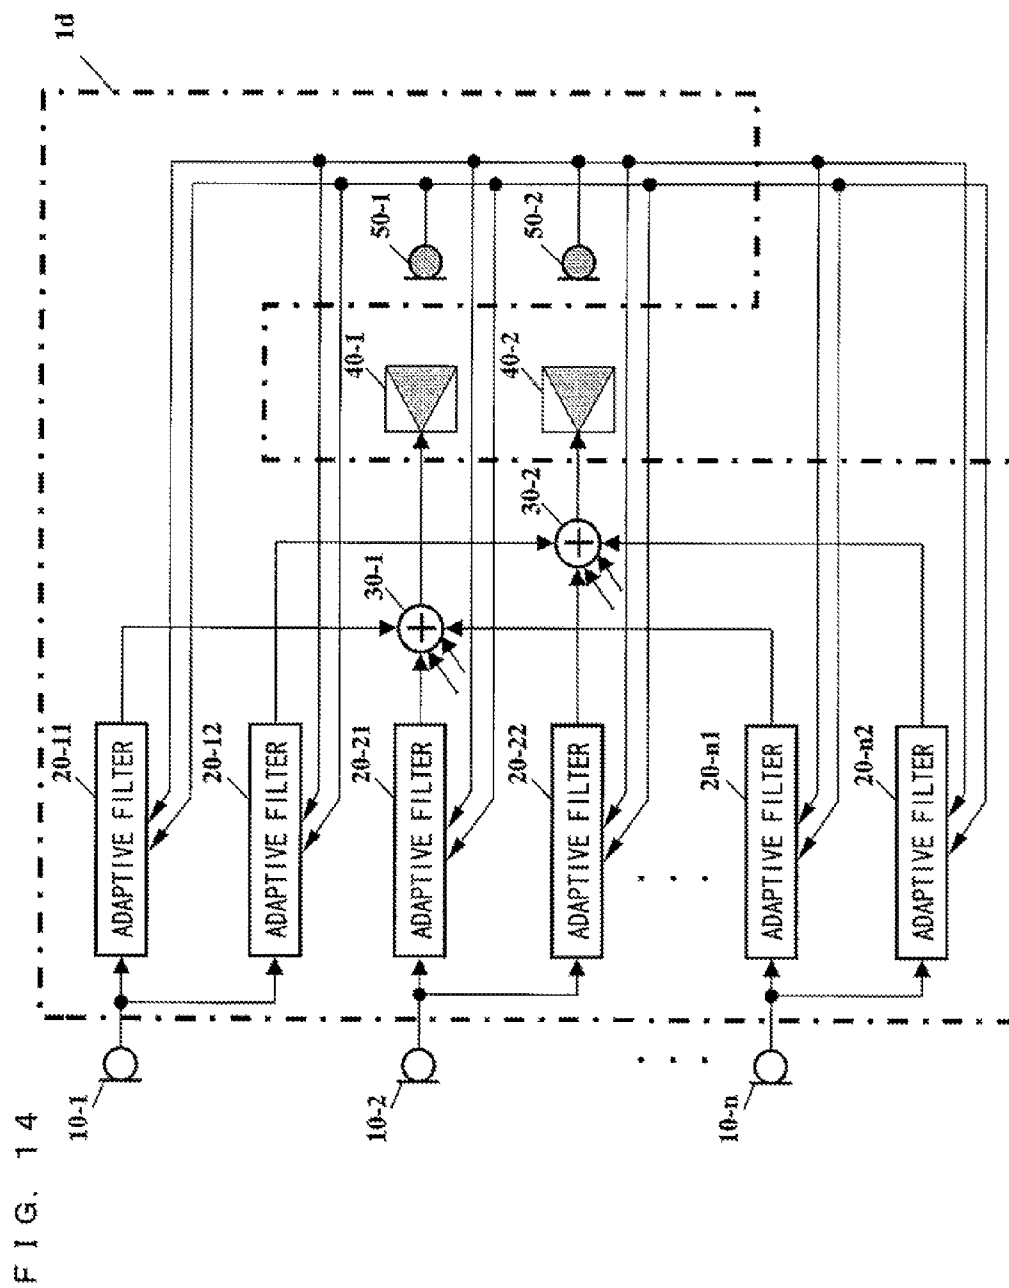 FIG. 14
1d
10-1
10-2
10-n
20-11
ADAPTIVE FILTER
20-12
ADAPTIVE FILTER
20-21
ADAPTIVE FILTER
20-22
ADAPTIVE FILTER
20-n1
ADAPTIVE FILTER
20-n2
ADAPTIVE FILTER
30-1
30-2
40-1
40-2
50-1
50-2